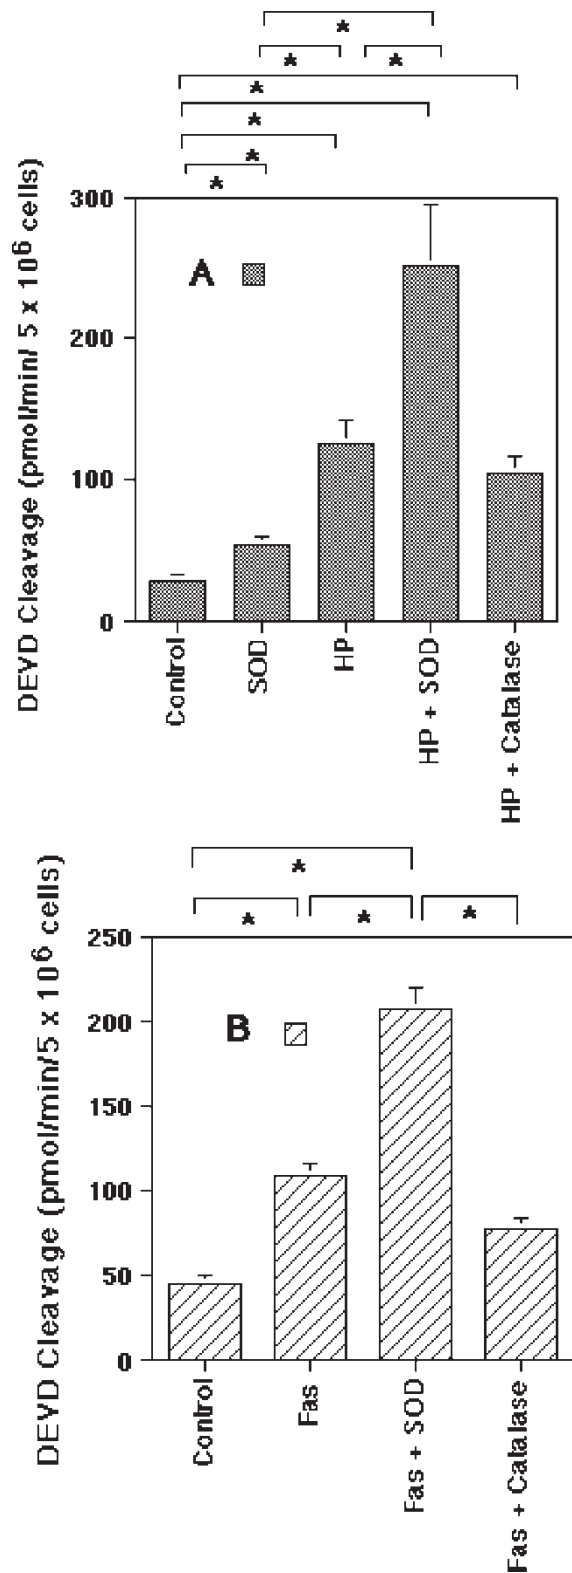 *
* *
*
*
*
*
DEVD Cleavage (pmol/min/ 5 x 10⁶ cells)
300
200
100
0
A
Control
SOD
HP
HP + SOD
HP + Catalase
*
* * *
DEVD Cleavage (pmol/min/5 x 10⁶ cells)
250
200
150
100
50
0
B
Control
Fas
Fas + SOD
Fas + Catalase